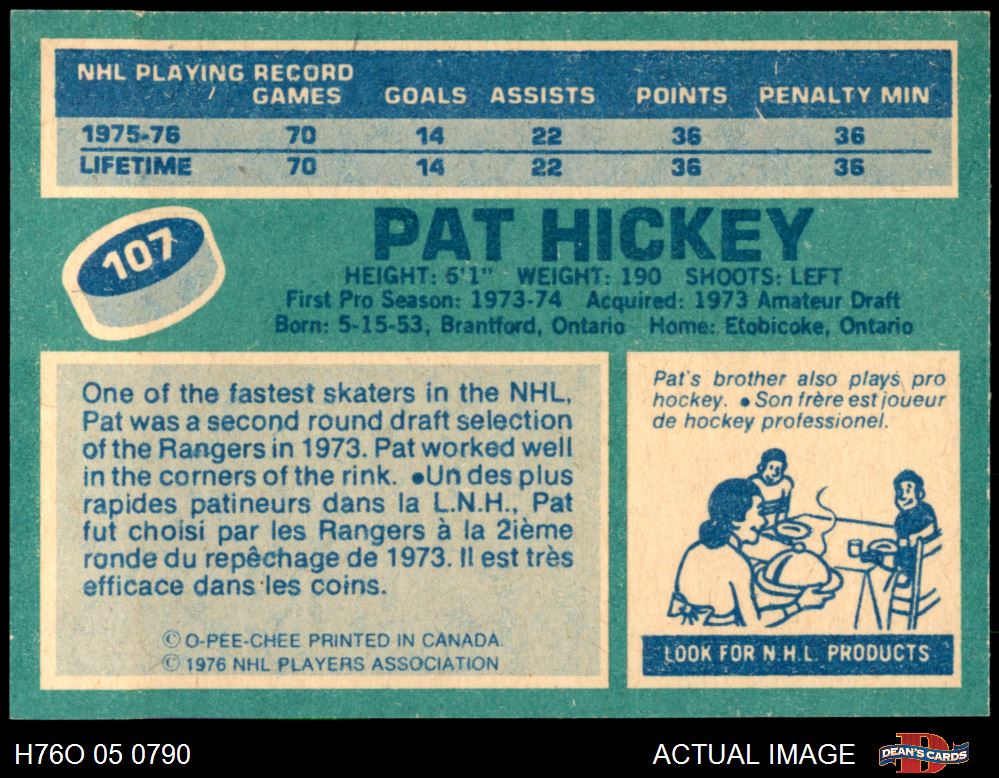 NHL PLAYING RECORD
GAMES GOALS ASSISTS POINTS PENALTY MIN
1975-76 70 14 22 36 36
LIFETIME 70 14 22 36 36
107
PAT HICKEY
HEIGHT: 6'1" WEIGHT: 190 SHOOTS: LEFT
First Pro Season: 1973-74 Acquired: 1973 Amateur Draft
Born: 5-15-53, Brantford, Ontario Home: Etobicoke, Ontario
One of the fastest skaters in the NHL,
Pat was a second round draft selection
of the Rangers in 1973. Pat worked well
in the corners of the rink. •Un des plus
rapides patineurs dans la L.N.H., Pat
fut choisi par les Rangers à la 2ième
ronde du repêchage de 1973. Il est très
efficace dans les coins.
© O-PEE-CHEE PRINTED IN CANADA
© 1976 NHL PLAYERS ASSOCIATION
Pat's brother also plays pro
hockey. • Son frère est joueur
de hockey professionel.
LOOK FOR N.H.L. PRODUCTS
H76O 05 0790
ACTUAL IMAGE
DEAN'S CARDS